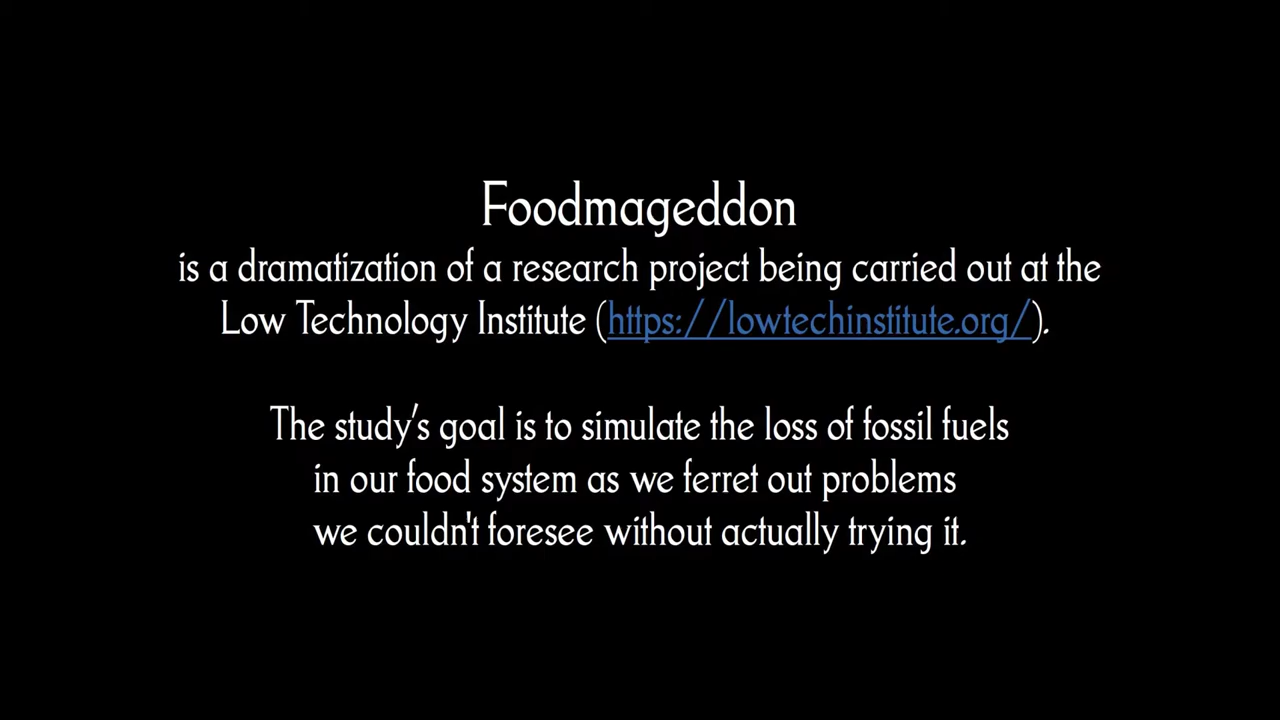 Foodmageddon
is a dramatization of a research project being carried out at the
Low Technology Institute (https://lowtechinstitute.org/).
The study's goal is to simulate the loss of fossil fuels
in our food system as we ferret out problems
we couldn't foresee without actually trying it.